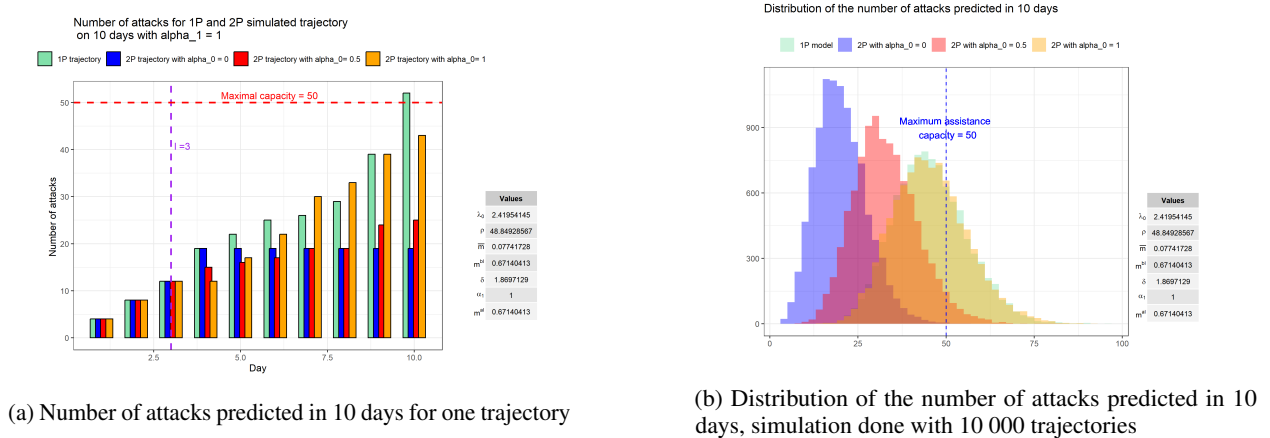 Number of attacks for 1P and 2P simulated trajectory
on 10 days with alpha_1 = 1
1P trajectory 2P trajectory with alpha_0 = 0 2P trajectory with alpha_0= 0.5 2P trajectory with alpha_0= 1
Maximal capacity = 50
l =3
Number of attacks
50
40
30
20
10
0
2.5 5.0 7.5 10.0
Day
Values
λ₀ 2.41954145
ρ 48.84928567
m̅ 0.07741728
mᵇⁱ 0.67140413
δ 1.8697129
α₁ 1
mᵃⁱ 0.67140413
(a) Number of attacks predicted in 10 days for one trajectory
Distribution of the number of attacks predicted in 10 days
1P model 2P with alpha_0 = 0 2P with alpha_0 = 0.5 2P with alpha_0 = 1
Maximum assistance
capacity = 50
900
600
300
0
0 25 50 75 100
Values
λ₀ 2.41954145
ρ 48.84928567
m̅ 0.07741728
mᵇⁱ 0.67140413
δ 1.8697129
α₁ 1
mᵃⁱ 0.67140413
(b) Distribution of the number of attacks predicted in 10
days, simulation done with 10 000 trajectories